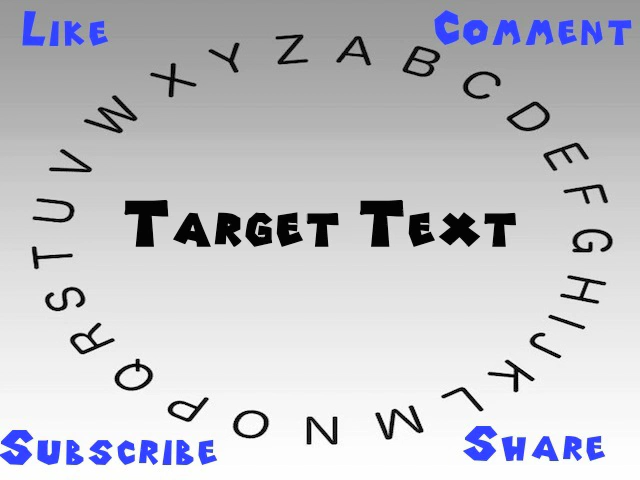 Like
Comment
A B C D E F G H I J K L M N O P Q R S T U V W X Y Z
Target Text
Subscribe
Share